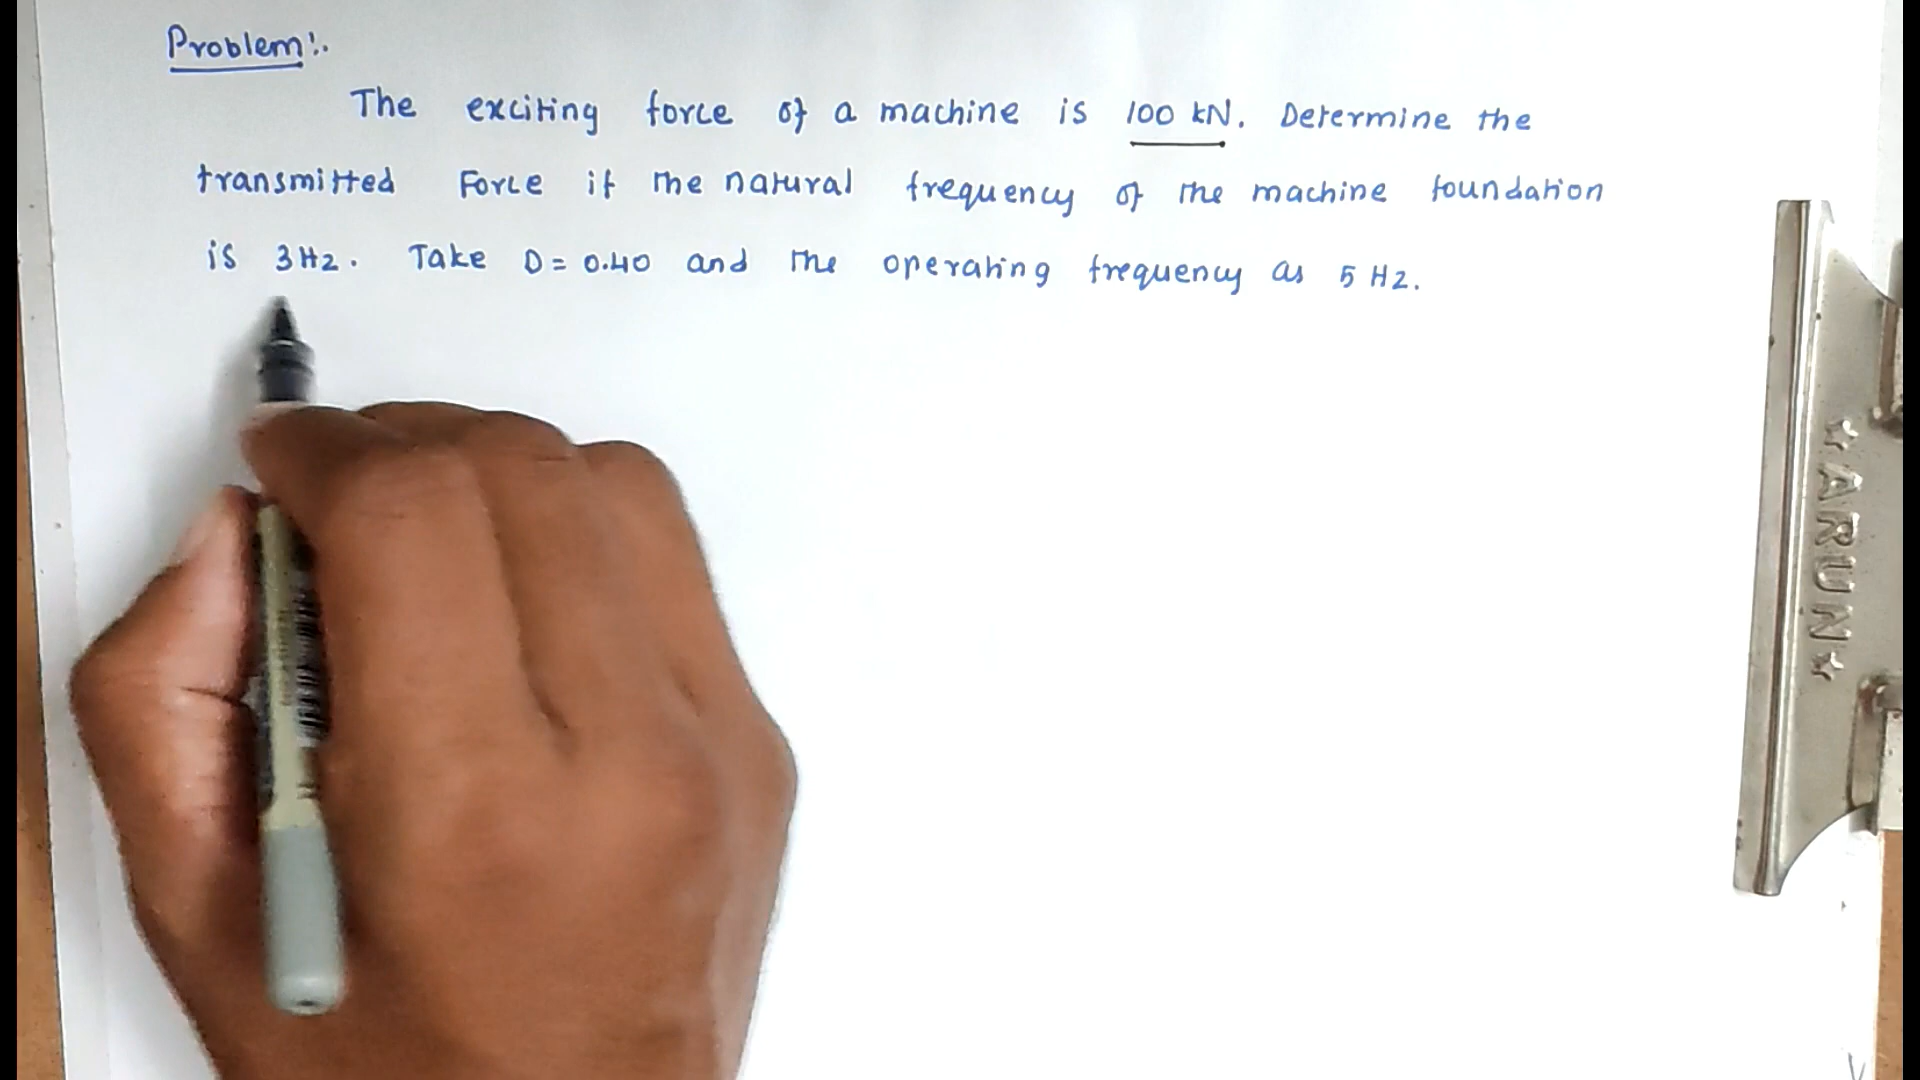 Problem:.
The exciting force of a machine is 100 kN. Determine the
transmitted Force if the natural frequency of the machine foundation
is 3Hz. Take D = 0.40 and the operating frequency as 5 Hz.
★ARUN★